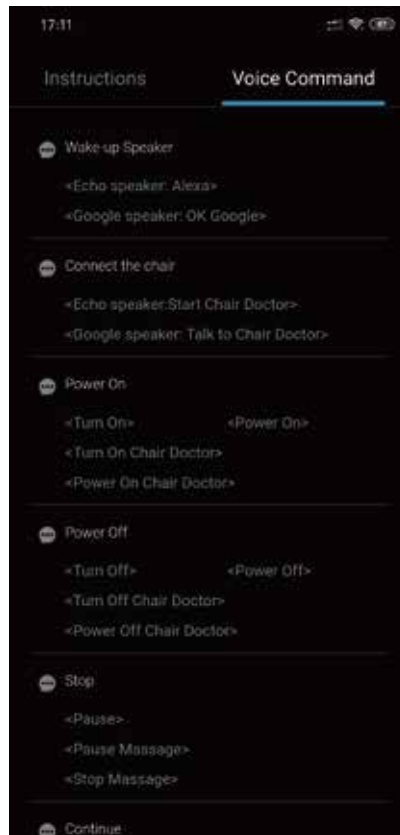 17:11
Instructions Voice Command
Wake-up Speaker
<Echo speaker: Alexa>
<Google speaker: OK Google>
Connect the chair
<Echo speaker:Start Chair Doctor>
<Google speaker: Talk to Chair Doctor>
Power On
<Turn On> <Power On>
<Turn On Chair Doctor>
<Power On Chair Doctor>
Power Off
<Turn Off> <Power Off>
<Turn Off Chair Doctor>
<Power Off Chair Doctor>
Stop
<Pause>
<Pause Massage>
<Stop Massage>
Continue